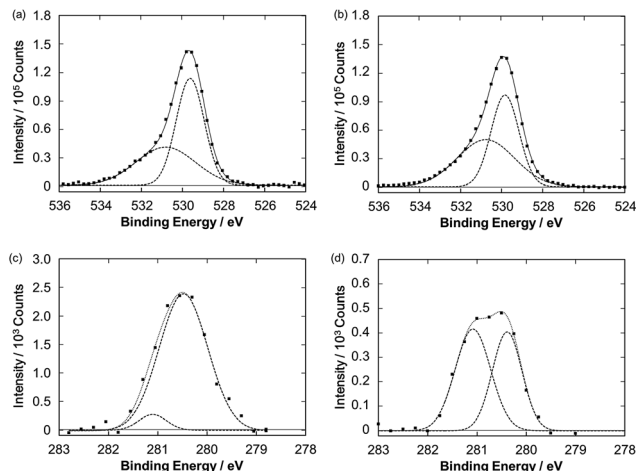 (a)
1.8
1.5
1.2
0.9
0.6
0.3
0
Intensity / 10⁵ Counts
536 534 532 530 528 526 524
Binding Energy / eV
(b)
1.8
1.5
1.2
0.9
0.6
0.3
0
Intensity / 10⁵ Counts
536 534 532 530 528 526 524
Binding Energy / eV
(c)
3.0
2.5
2.0
1.5
1.0
0.5
0
Intensity / 10³ Counts
283 282 281 280 279 278
Binding Energy / eV
(d)
0.7
0.6
0.5
0.4
0.3
0.2
0.1
0
Intensity / 10³ Counts
283 282 281 280 279 278
Binding Energy / eV